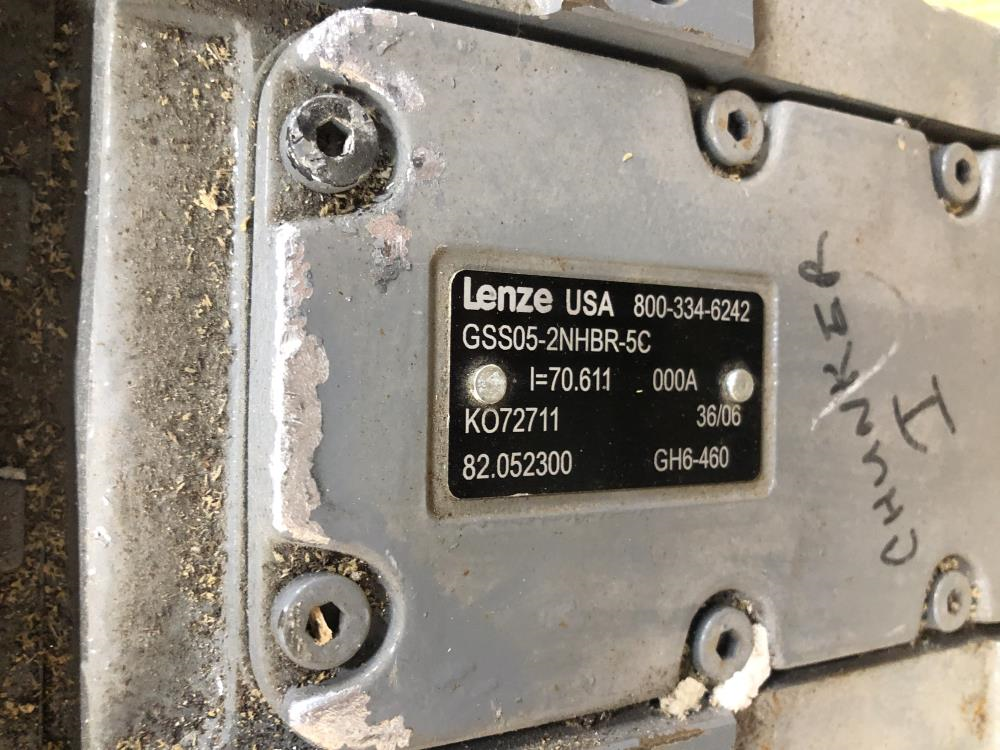 Lenze USA 800-334-6242
GSS05-2NHBR-5C
I=70.611 000A
KO72711 36/06
82.052300 GH6-460
CHUNKER
I